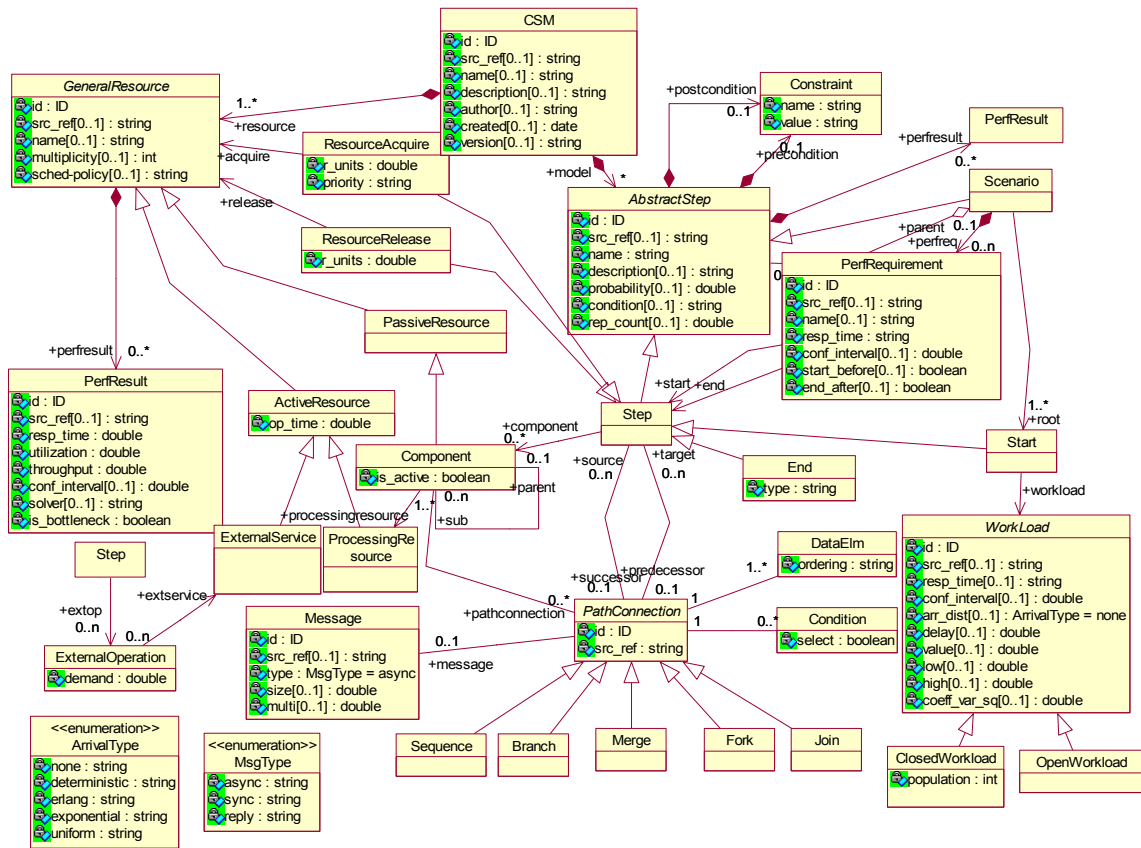 CSM
id : ID
src_ref[0..1] : string
name[0..1] : string
description[0..1] : string
author[0..1] : string
created[0..1] : date
version[0..1] : string
GeneralResource
id : ID
src_ref[0..1] : string
name[0..1] : string
multiplicity[0..1] : int
sched-policy[0..1] : string
1..*
+resource
+acquire
+release
ResourceAcquire
r_units : double
priority : string
ResourceRelease
r_units : double
+model
*
+postcondition
0..1
Constraint
name : string
value : string
0..1
+precondition
+perfresult
0..*
PerfResult
Scenario
AbstractStep
id : ID
src_ref[0..1] : string
name : string
description[0..1] : string
probability[0..1] : double
condition[0..1] : string
rep_count[0..1] : double
+parent
0..1
+perfreq
0..n
0
PerfRequirement
id : ID
src_ref[0..1] : string
name[0..1] : string
resp_time : string
conf_interval[0..1] : double
start_before[0..1] : boolean
end_after[0..1] : boolean
PassiveResource
+perfresult
0..*
PerfResult
id : ID
src_ref[0..1] : string
resp_time : double
utilization : double
throughput : double
conf_interval[0..1] : double
solver[0..1] : string
is_bottleneck : boolean
ActiveResource
op_time : double
+start
+end
Step
+component
0..*
+source
0..n
+target
0..n
1..*
+root
Start
End
type : string
Component
is_active : boolean
0..1
+parent
0..n
+sub
1..*
+processingresource
ExternalService
ProcessingRe
source
+workload
WorkLoad
id : ID
src_ref[0..1] : string
resp_time[0..1] : double
conf_interval[0..1] : double
arr_dist[0..1] : ArrivalType = none
delay[0..1] : double
value[0..1] : double
low[0..1] : double
high[0..1] : double
coeff_var_sq[0..1] : double
Step
+extop
0..n
+extservice
0..n
ExternalOperation
demand : double
DataElm
ordering : string
1..*
+successor
0..1
+predecessor
0..1
1
0..*
+pathconnection
PathConnection
id : ID
src_ref : string
1
0..*
Condition
select : boolean
Message
id : ID
src_ref[0..1] : string
type : MsgType = async
size[0..1] : double
multi[0..1] : double
0..1
+message
Sequence
Branch
Merge
Fork
Join
ClosedWorkload
population : int
OpenWorkload
<<enumeration>>
ArrivalType
none : string
deterministic : string
erlang : string
exponential : string
uniform : string
<<enumeration>>
MsgType
async : string
sync : string
reply : string